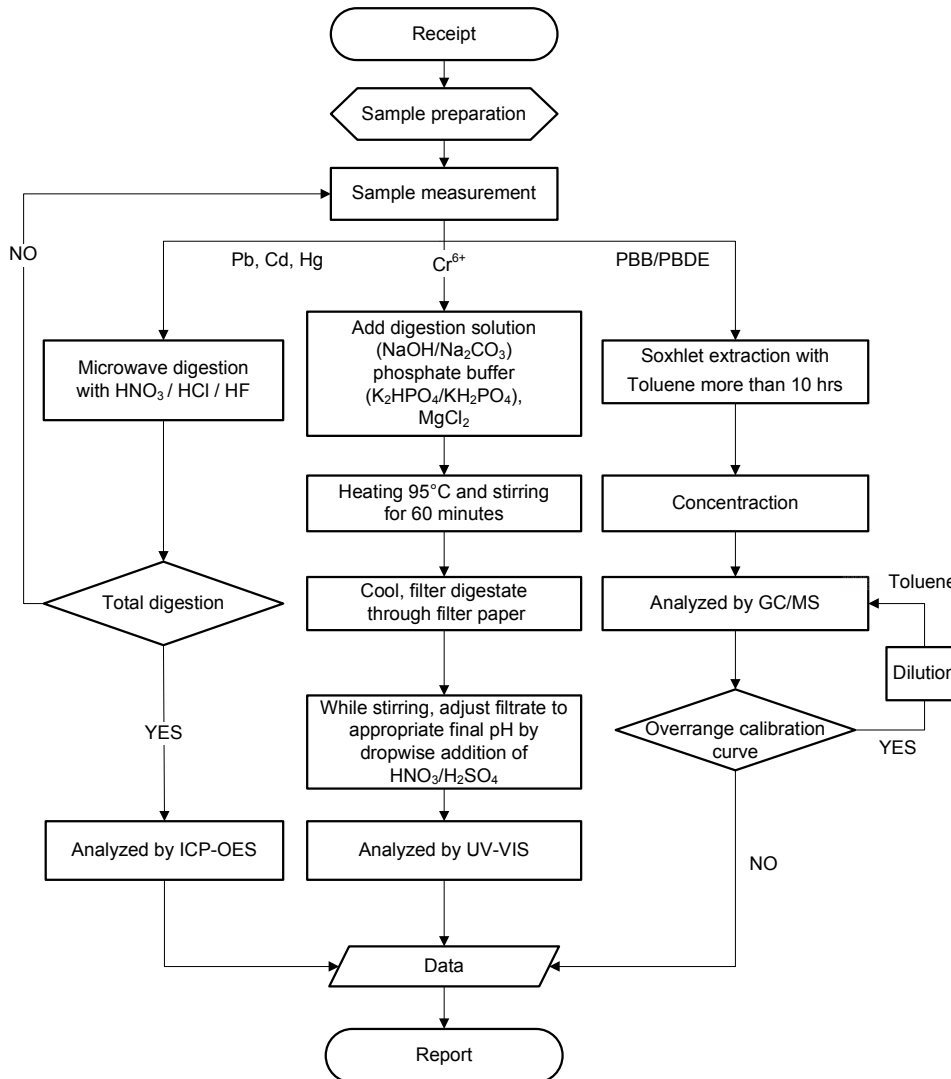 Receipt
Sample preparation
Sample measurement
NO
Pb, Cd, Hg
Cr⁶⁺
PBB/PBDE
Microwave digestion
with HNO₃ / HCl / HF
Add digestion solution
(NaOH/Na₂CO₃)
phosphate buffer
(K₂HPO₄/KH₂PO₄),
MgCl₂
Soxhlet extraction with
Toluene more than 10 hrs
Heating 95°C and stirring
for 60 minutes
Concentraction
Total digestion
Cool, filter digestate
through filter paper
Analyzed by GC/MS
Toluene
Dilution
YES
While stirring, adjust filtrate to
appropriate final pH by
dropwise addition of
HNO₃/H₂SO₄
Overrange calibration
curve
YES
Analyzed by ICP-OES
Analyzed by UV-VIS
NO
Data
Report